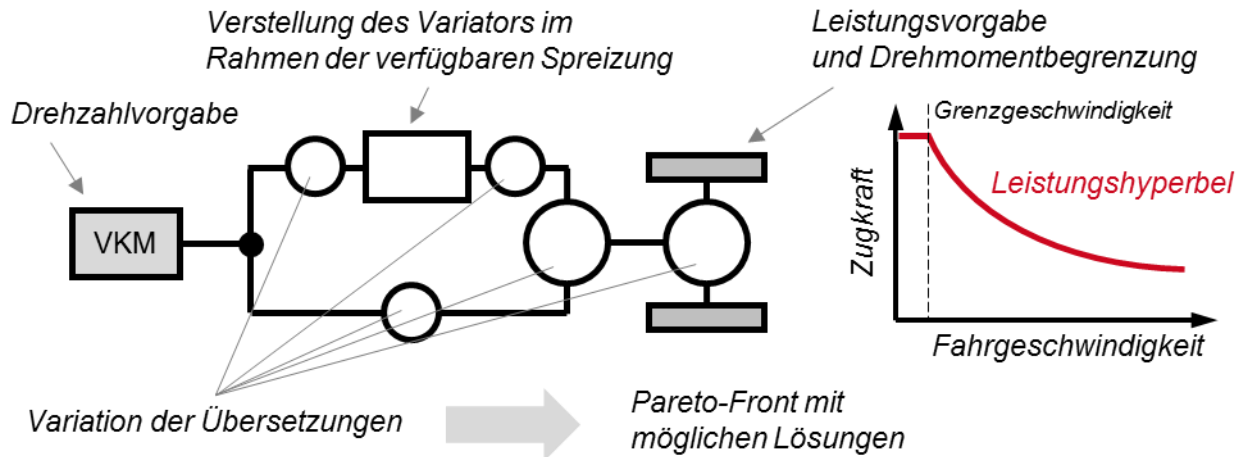 Verstellung des Variators im
Rahmen der verfügbaren Spreizung
Leistungsvorgabe
und Drehmomentbegrenzung
Drehzahlvorgabe
VKM
Grenzgeschwindigkeit
Leistungshyperbel
Zugkraft
Fahrgeschwindigkeit
Variation der Übersetzungen
Pareto-Front mit
möglichen Lösungen